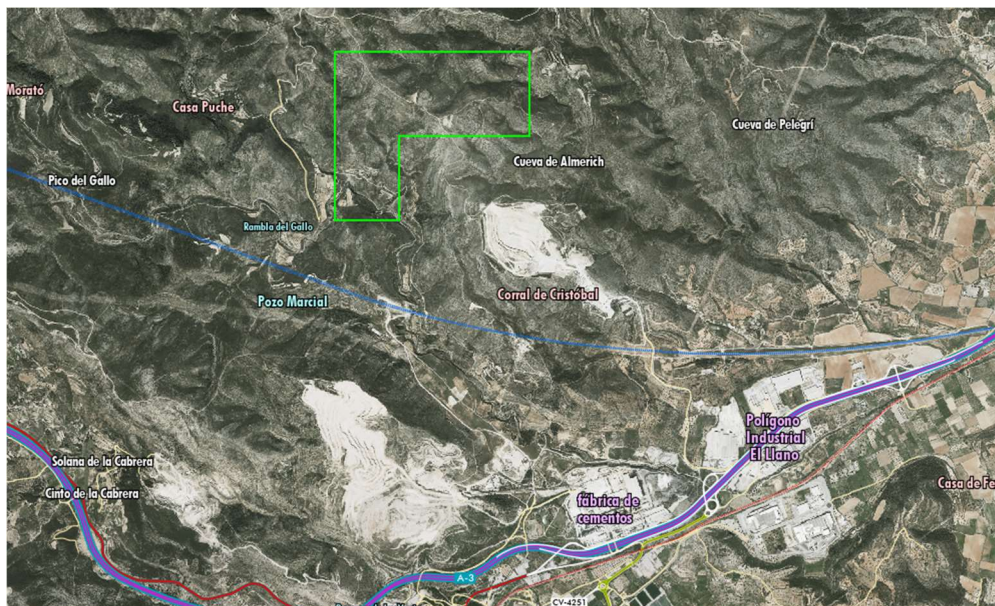 Morató
Casa Puche
Cueva de Pelegrí
Cueva de Almerich
Pico del Gallo
Rambla del Gallo
Corral de Cristóbal
Pozo Marcial
Polígono
Industrial
El Llano
Solana de la Cabrera
Casa de Fe
Cinto de la Cabrera
fábrica de
cementos
A-3
CV-4251